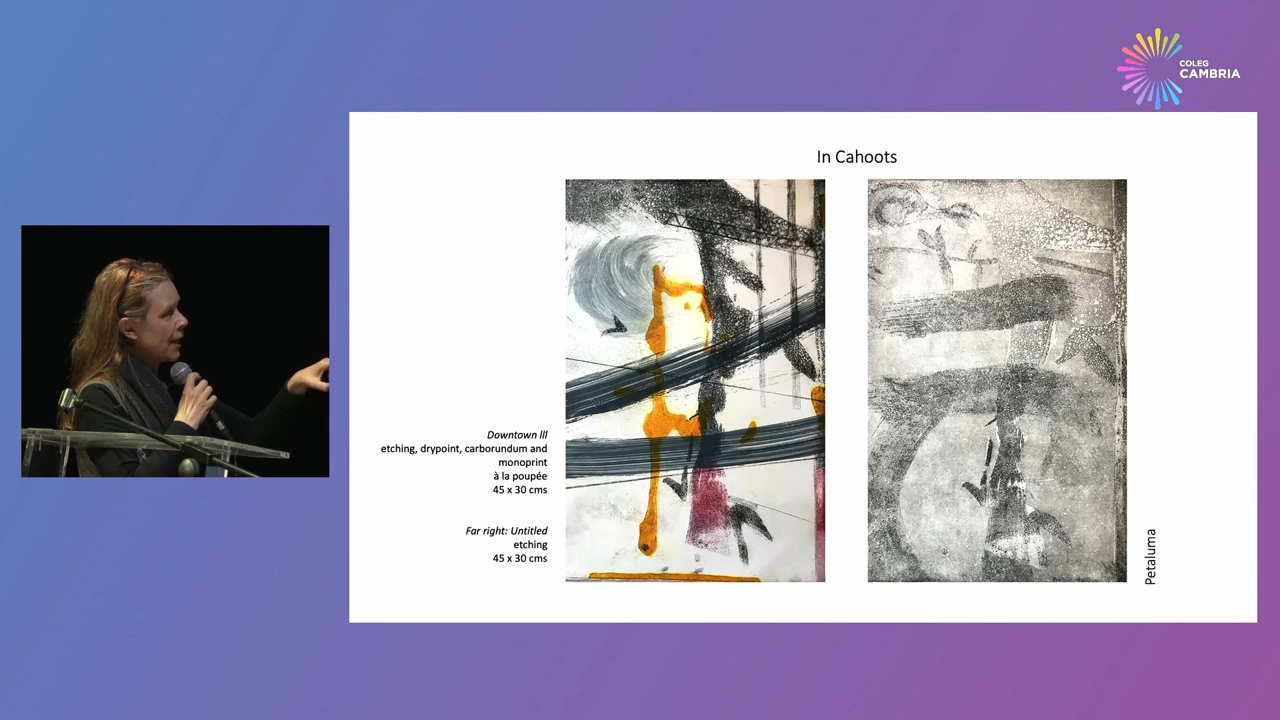 COLEG
CAMBRIA
In Cahoots
Downtown lll
etching, drypoint, carborundum and
monoprint
à la poupée
45 x 30 cms
Far right: Untitled
etching
45 x 30 cms
Petaluma